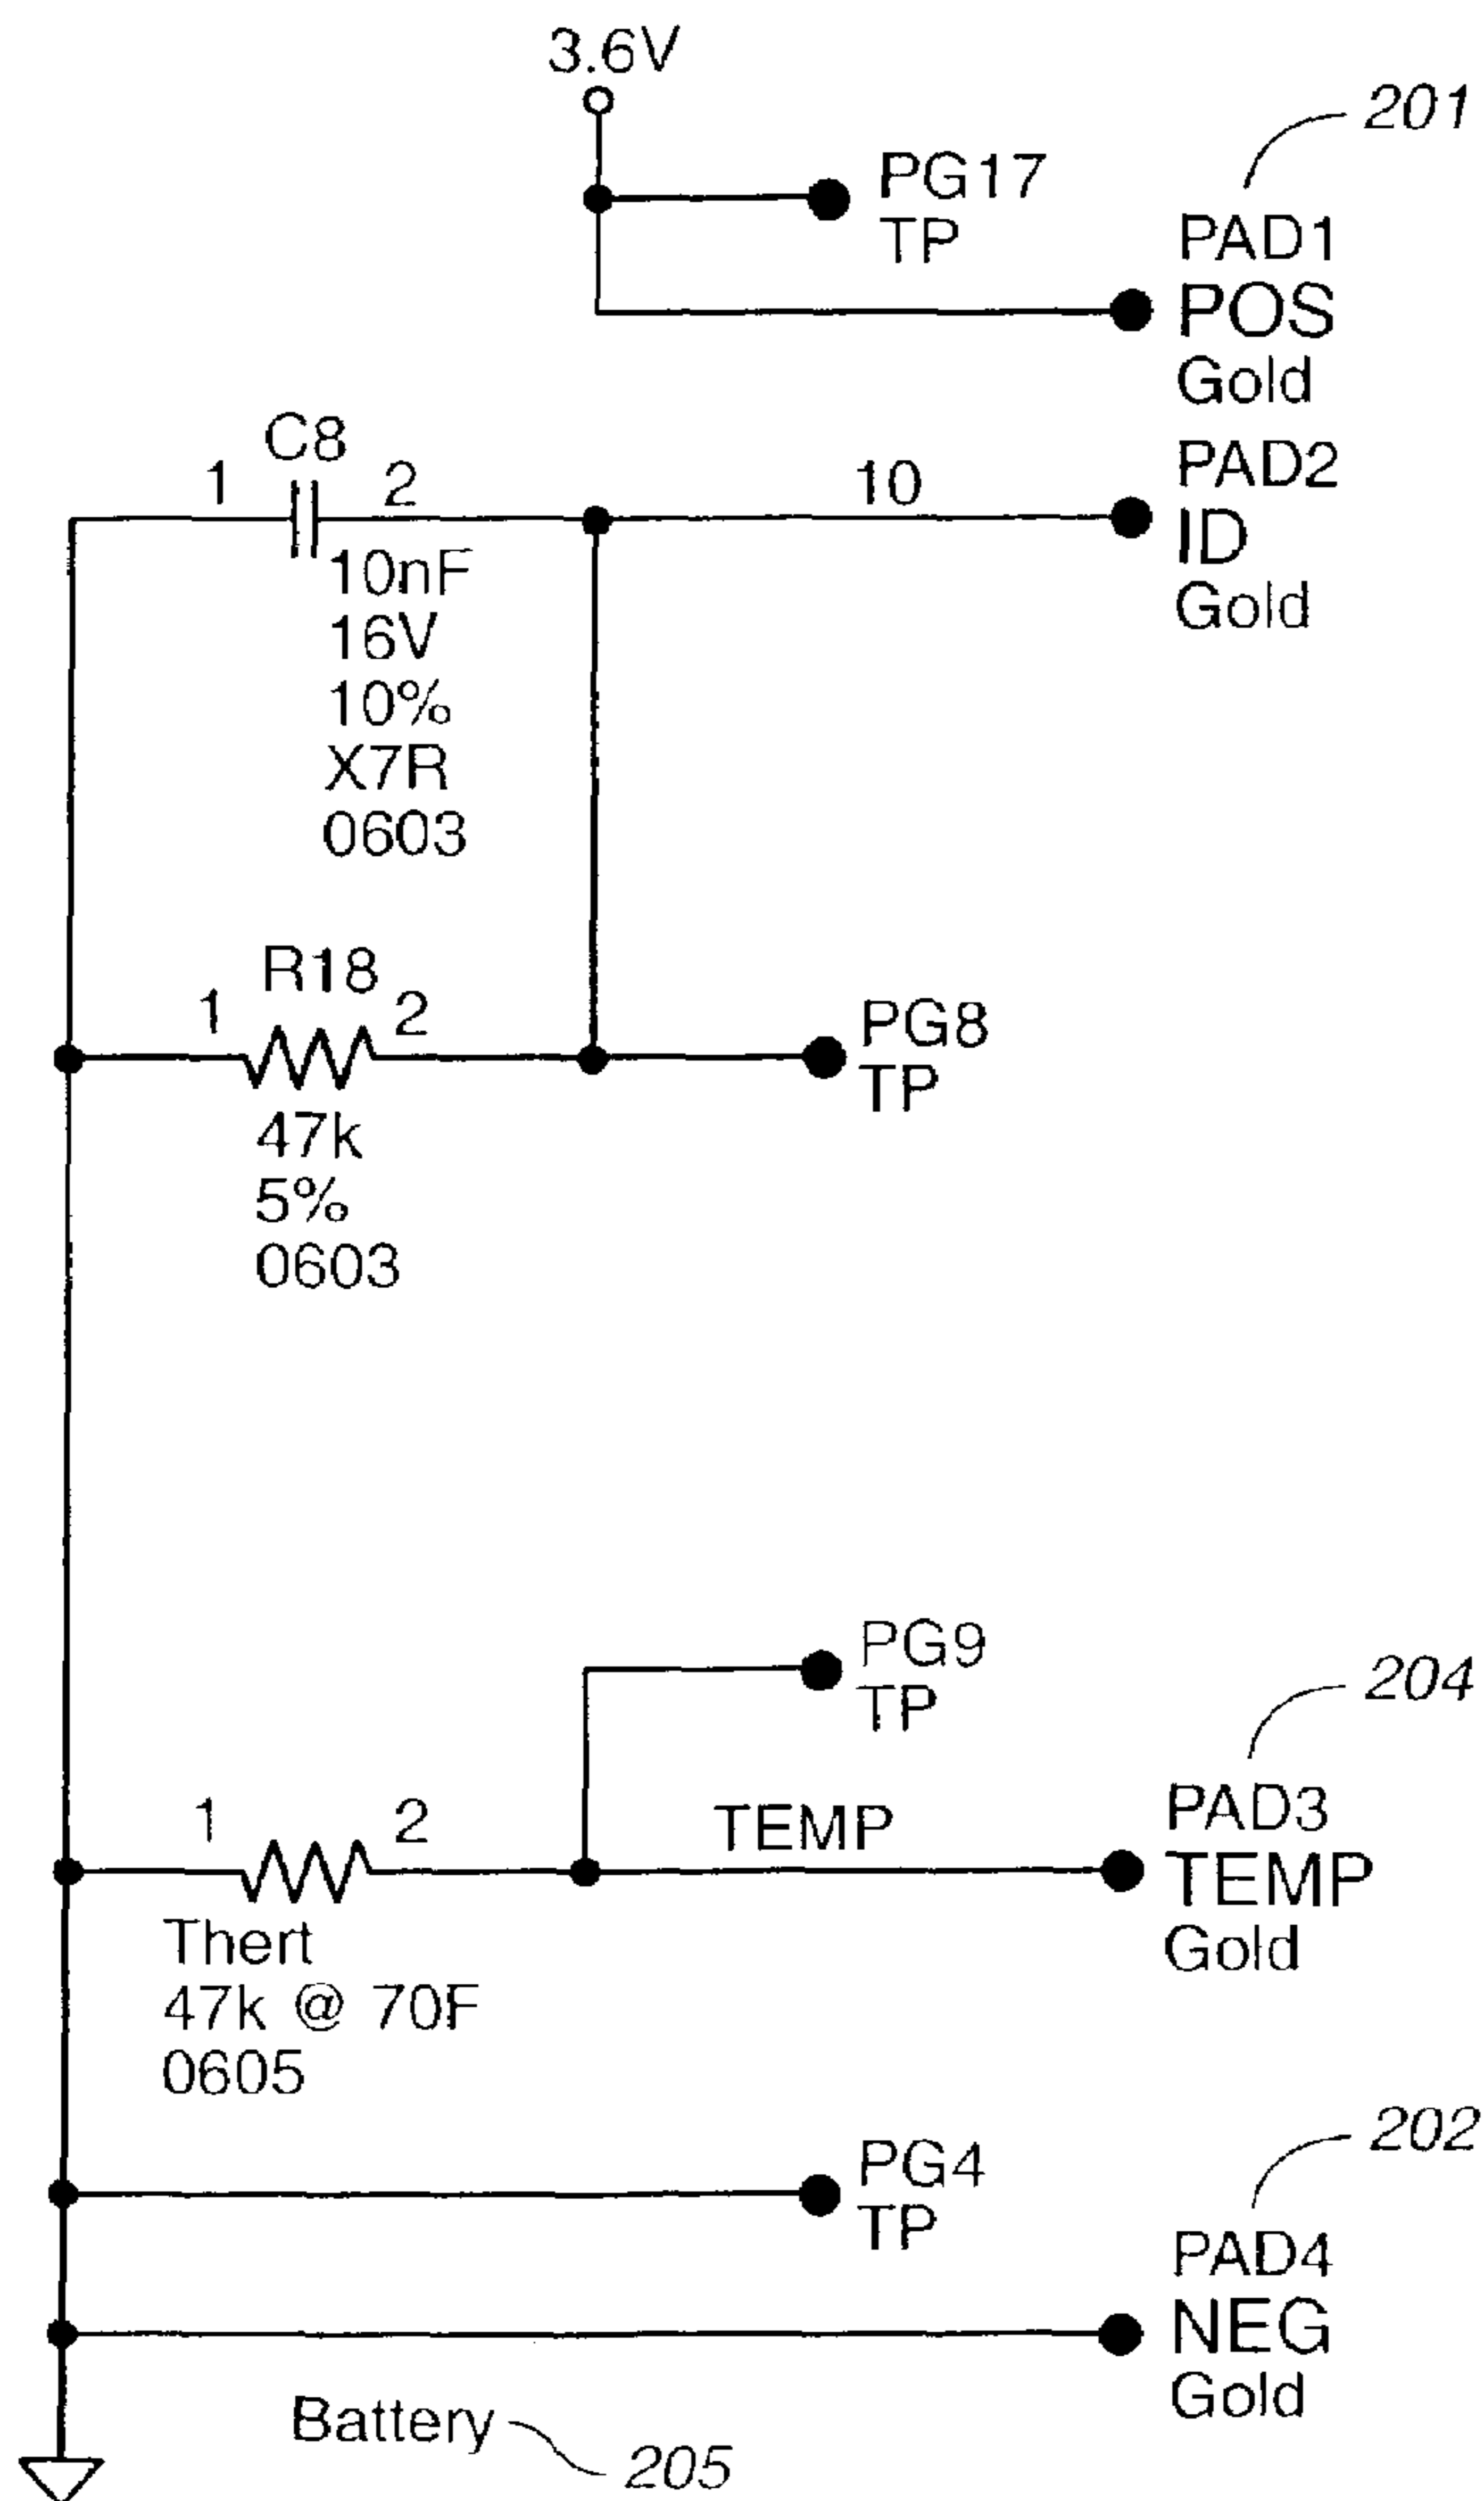 3.6V
201
PG17
TP
PAD1
POS
Gold
C8
1
2
10
PAD2
ID
Gold
10nF
16V
10%
X7R
0603
R18
1
2
PG8
TP
47k
5%
0603
PG9
TP
204
1
2
TEMP
PAD3
TEMP
Gold
Thert
47k @ 70F
0605
202
PG4
TP
PAD4
NEG
Gold
Battery
205